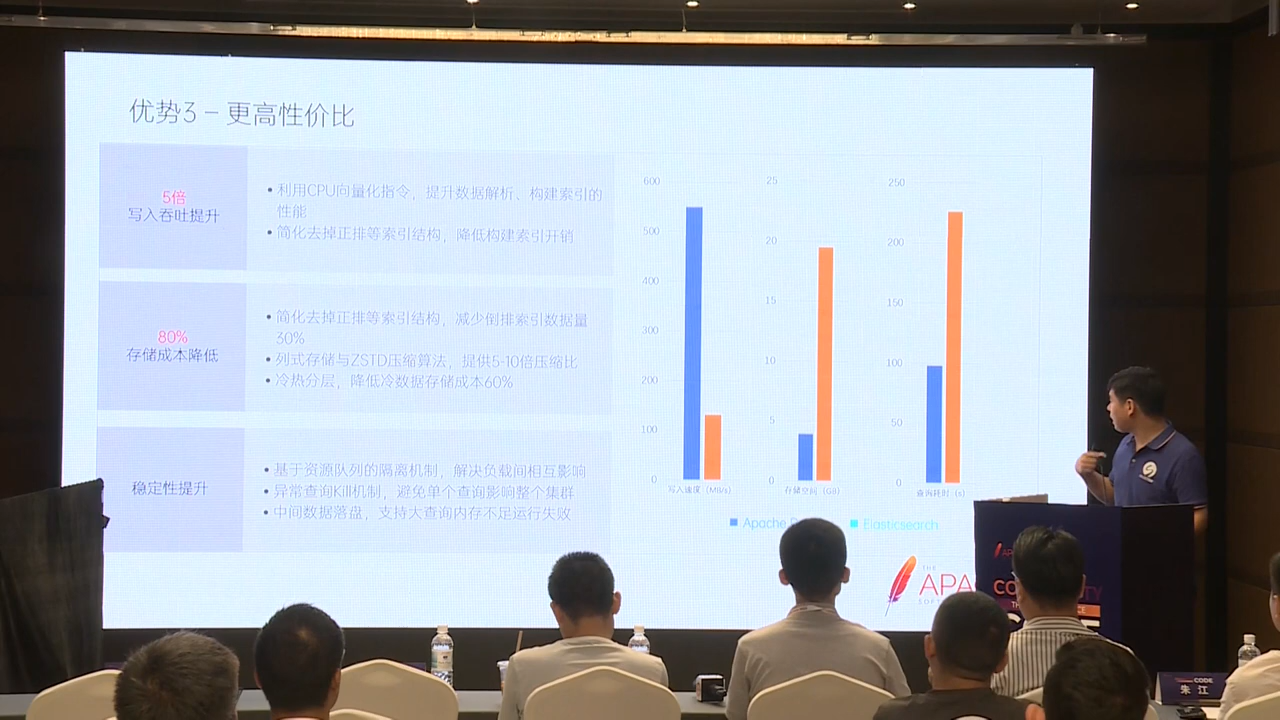 优势3 – 更高性价比
5倍
写入吞吐提升
• 利用CPU向量化指令，提升数据解析、构建索引的
性能
• 简化去掉正排等索引结构，降低构建索引开销
80%
存储成本降低
• 简化去掉正排等索引结构，减少倒排索引数据量
30%
• 列式存储与ZSTD压缩算法，提供5-10倍压缩比
• 冷热分层，降低冷数据存储成本60%
稳定性提升
• 基于资源队列的隔离机制，解决负载间相互影响
• 异常查询Kill机制，避免单个查询影响整个集群
• 中间数据落盘，支持大查询内存不足运行失败
600
500
400
300
200
100
0
写入速度（MB/s）
25
20
15
10
5
0
存储空间（GB）
250
200
150
100
50
0
查询耗时（s）
Apache
Elasticsearch
THE
APA
CODE
朱 江